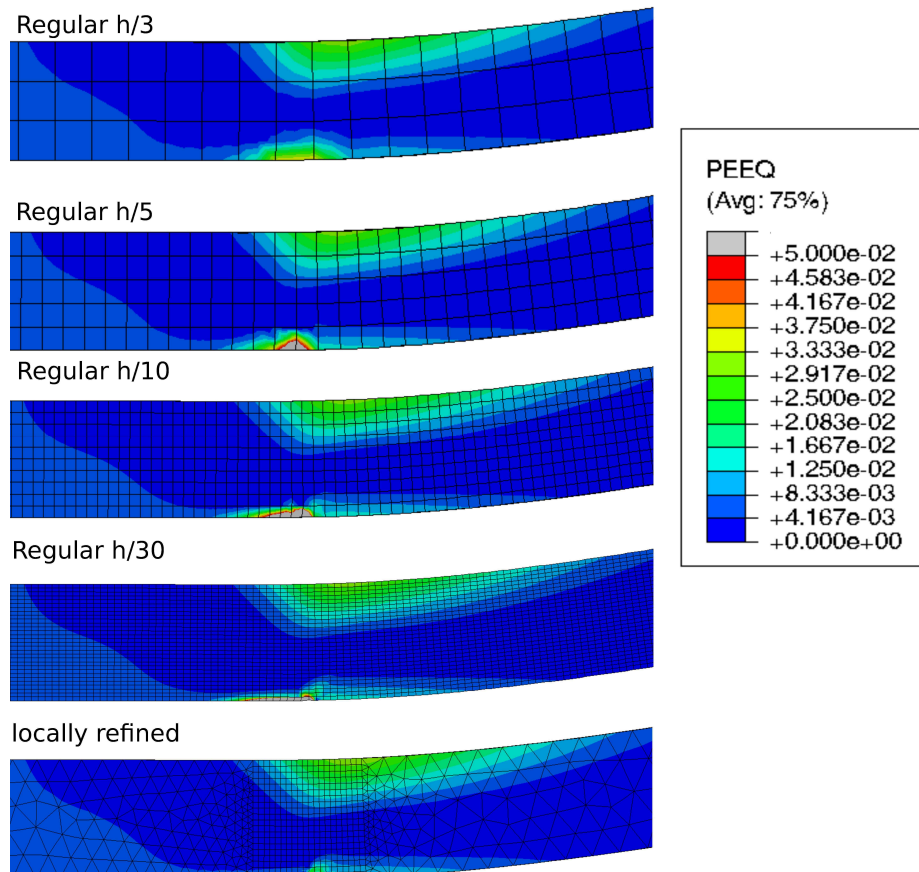 Regular h/3
Regular h/5
Regular h/10
Regular h/30
locally refined
PEEQ
(Avg: 75%)
+5.000e-02
+4.583e-02
+4.167e-02
+3.750e-02
+3.333e-02
+2.917e-02
+2.500e-02
+2.083e-02
+1.667e-02
+1.250e-02
+8.333e-03
+4.167e-03
+0.000e+00